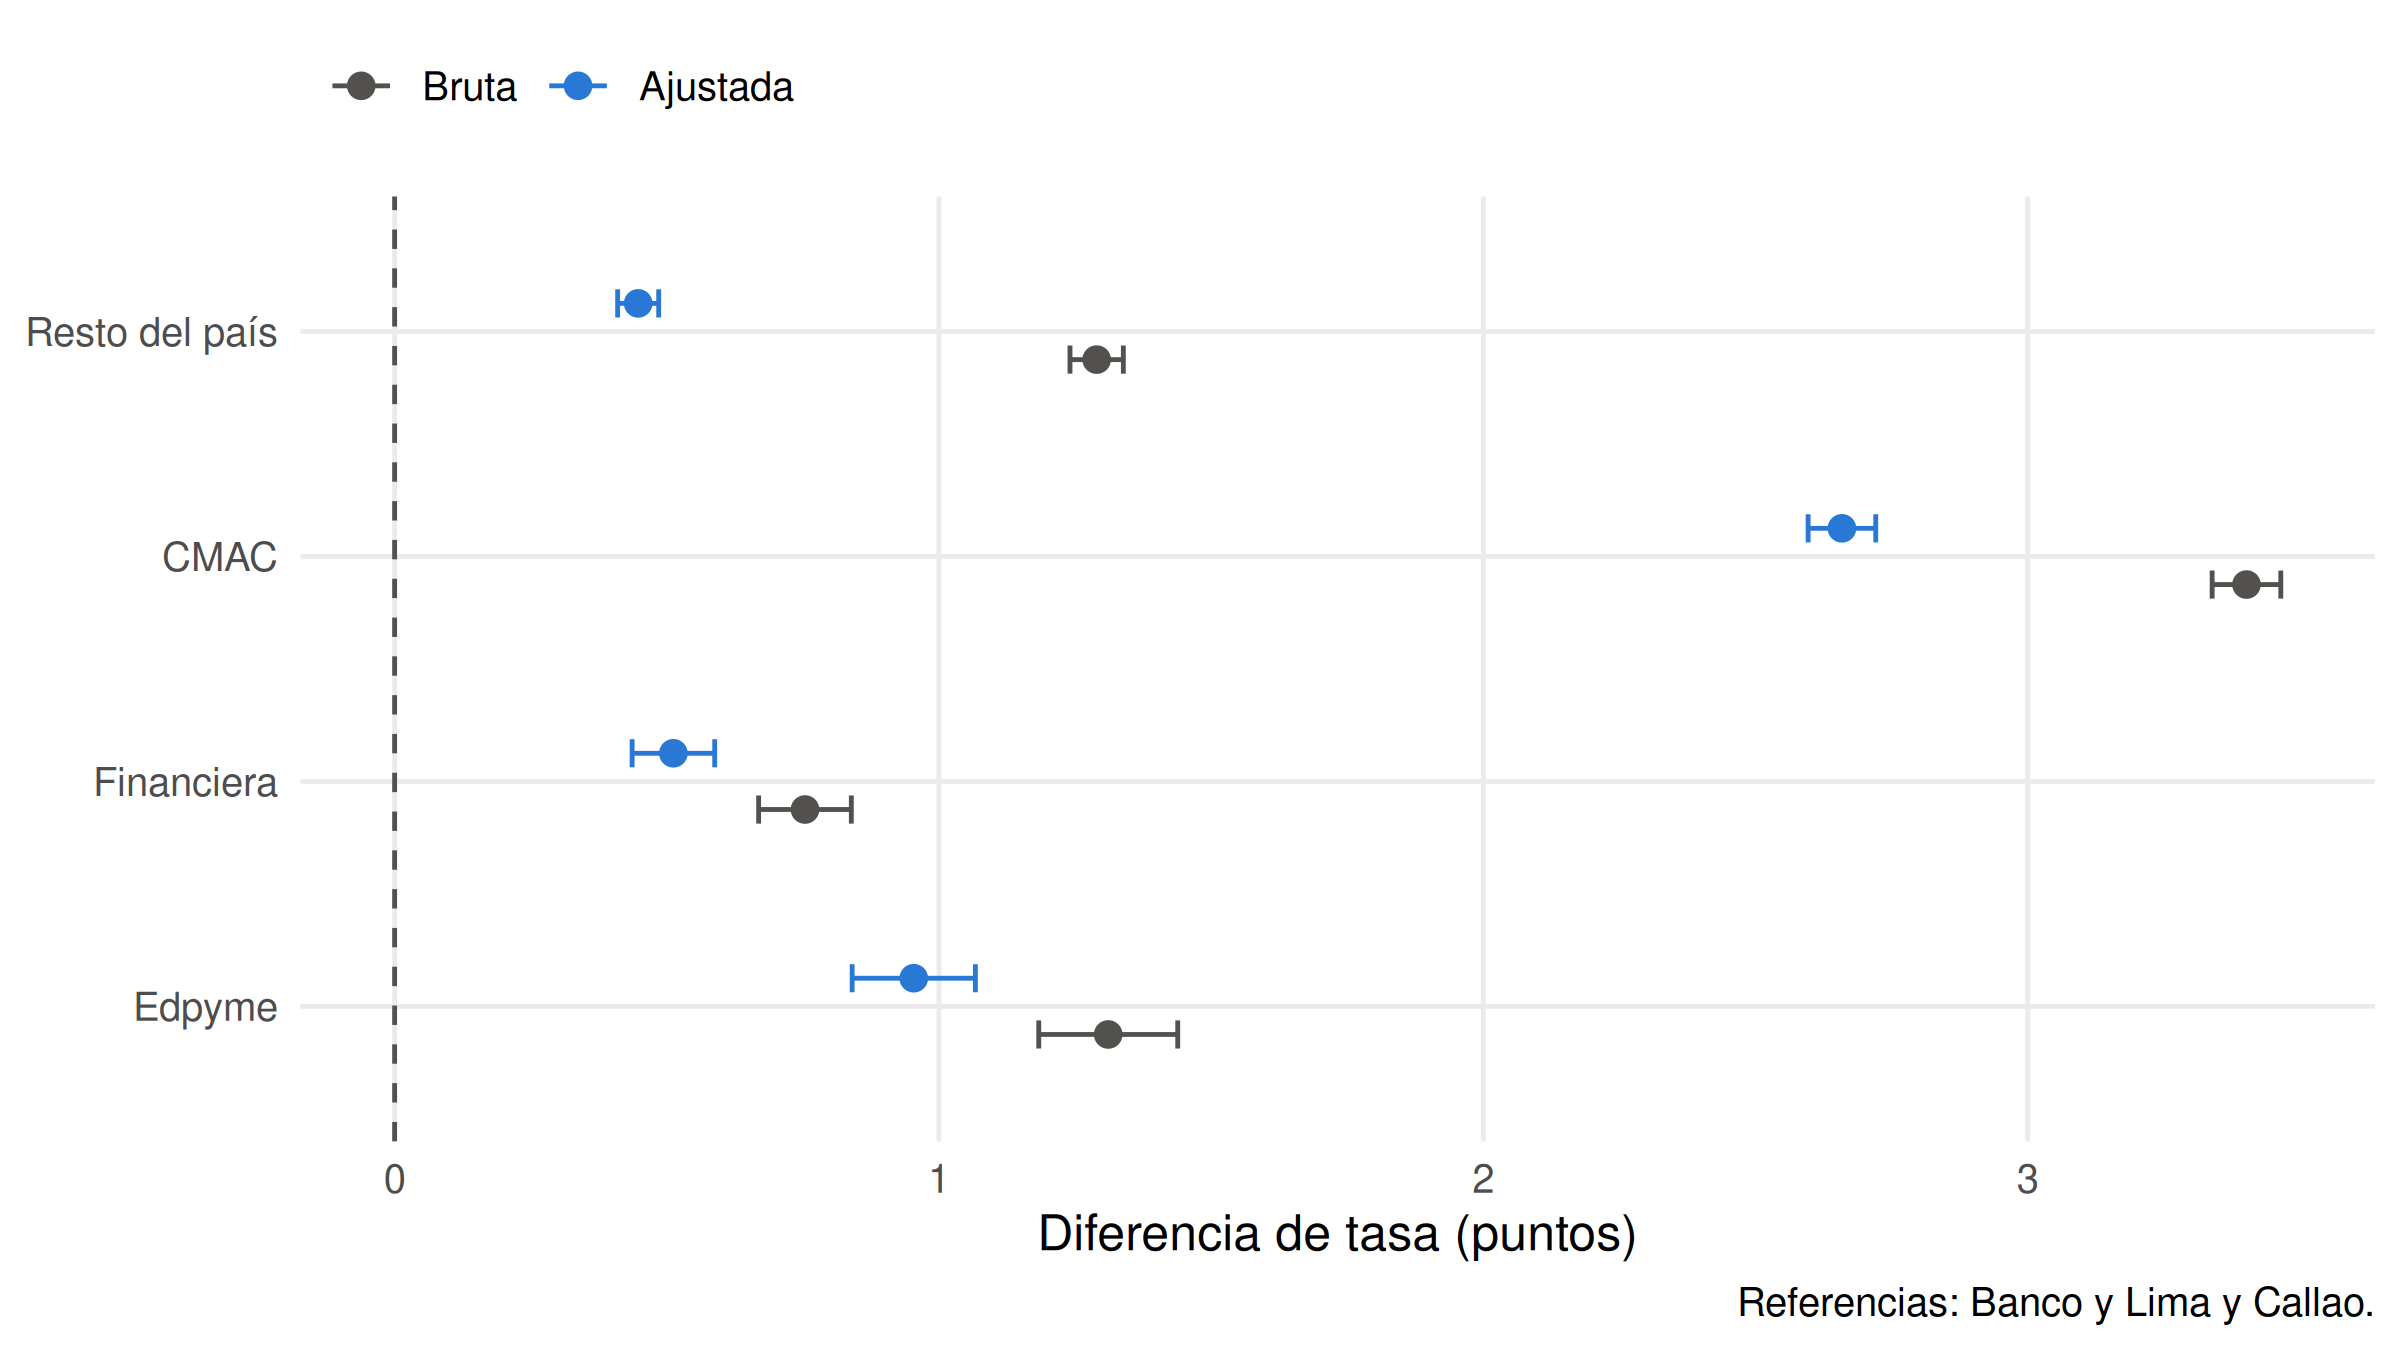 Bruta Ajustada
Resto del país
CMAC
Financiera
Edpyme
0 1 2 3
Diferencia de tasa (puntos)
Referencias: Banco y Lima y Callao.